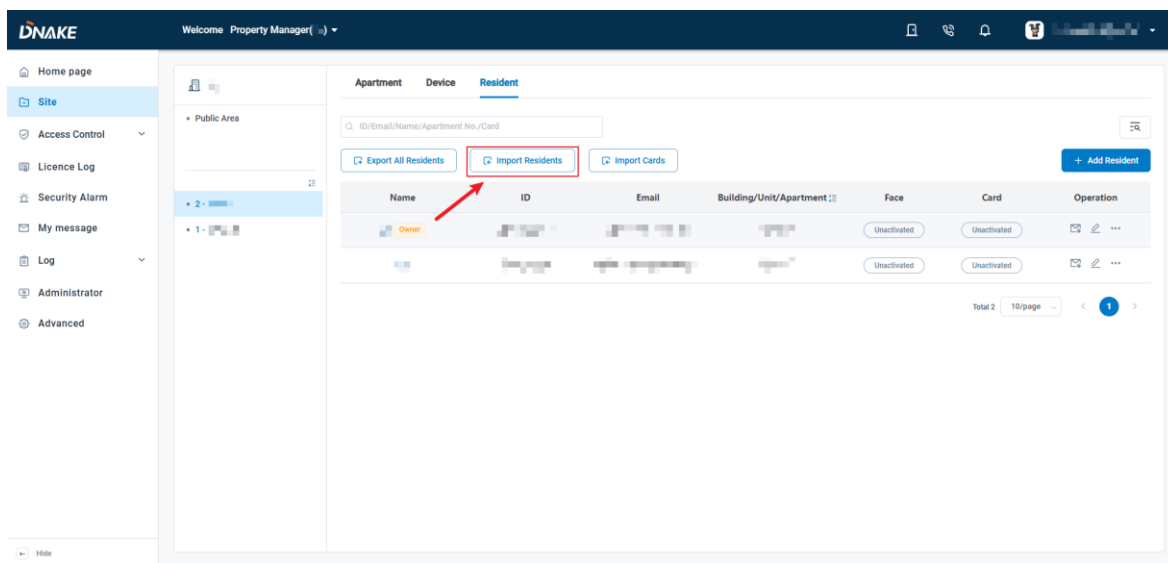 DNAKE
Welcome Property Manager( )
Home page
Site
Access Control
Licence Log
Security Alarm
My message
Log
Administrator
Advanced
Hide
Public Area
2 -
1 -
Apartment Device Resident
ID/Email/Name/Apartment No./Card
Export All Residents Import Residents Import Cards + Add Resident
Name ID Email Building/Unit/Apartment Face Card Operation
Owner Unactivated Unactivated
Unactivated Unactivated
Total 2 10/page < 1 >